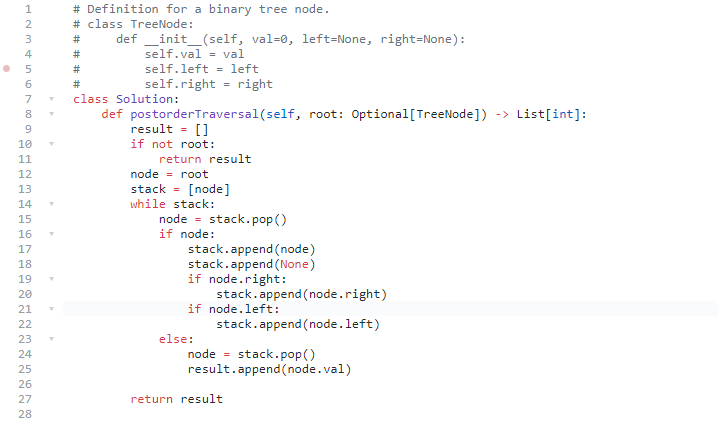 1 # Definition for a binary tree node.
2 # class TreeNode:
3 #     def __init__(self, val=0, left=None, right=None):
4 #         self.val = val
5 #         self.left = left
6 #         self.right = right
7 class Solution:
8     def postorderTraversal(self, root: Optional[TreeNode]) -> List[int]:
9         result = []
10         if not root:
11             return result
12         node = root
13         stack = [node]
14         while stack:
15             node = stack.pop()
16             if node:
17                 stack.append(node)
18                 stack.append(None)
19                 if node.right:
20                     stack.append(node.right)
21                 if node.left:
22                     stack.append(node.left)
23             else:
24                 node = stack.pop()
25                 result.append(node.val)
26
27         return result
28